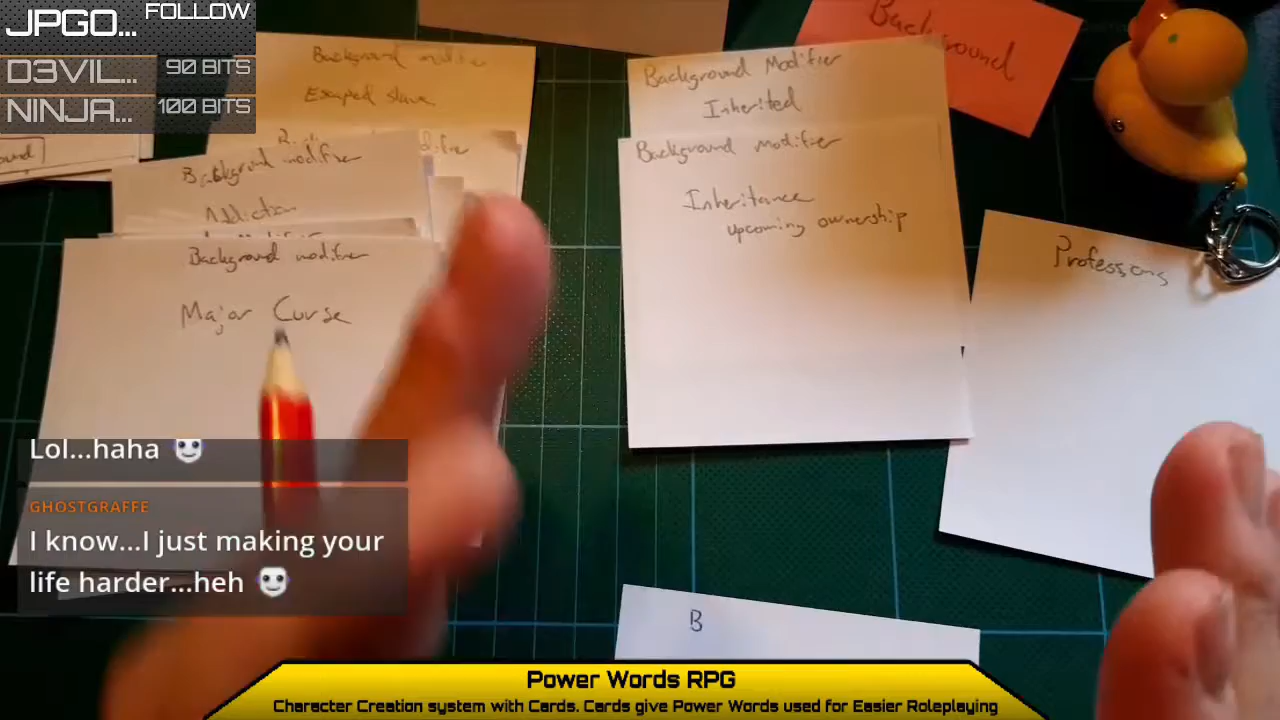 JPGO... FOLLOW
D3VIL... 90 BITS
NINJA... 100 BITS
Background modifier
Escaped slave
Background modifier
Addiction
Background modifier
Major Curse
Background Modifier
Inherited
Background modifier
Inheritance
upcoming ownership
Background
Professions
B
Lol...haha
GHOSTGRAFFE
I know...I just making your
life harder...heh
Power Words RPG
Character Creation system with Cards. Cards give Power Words used for Easier Roleplaying